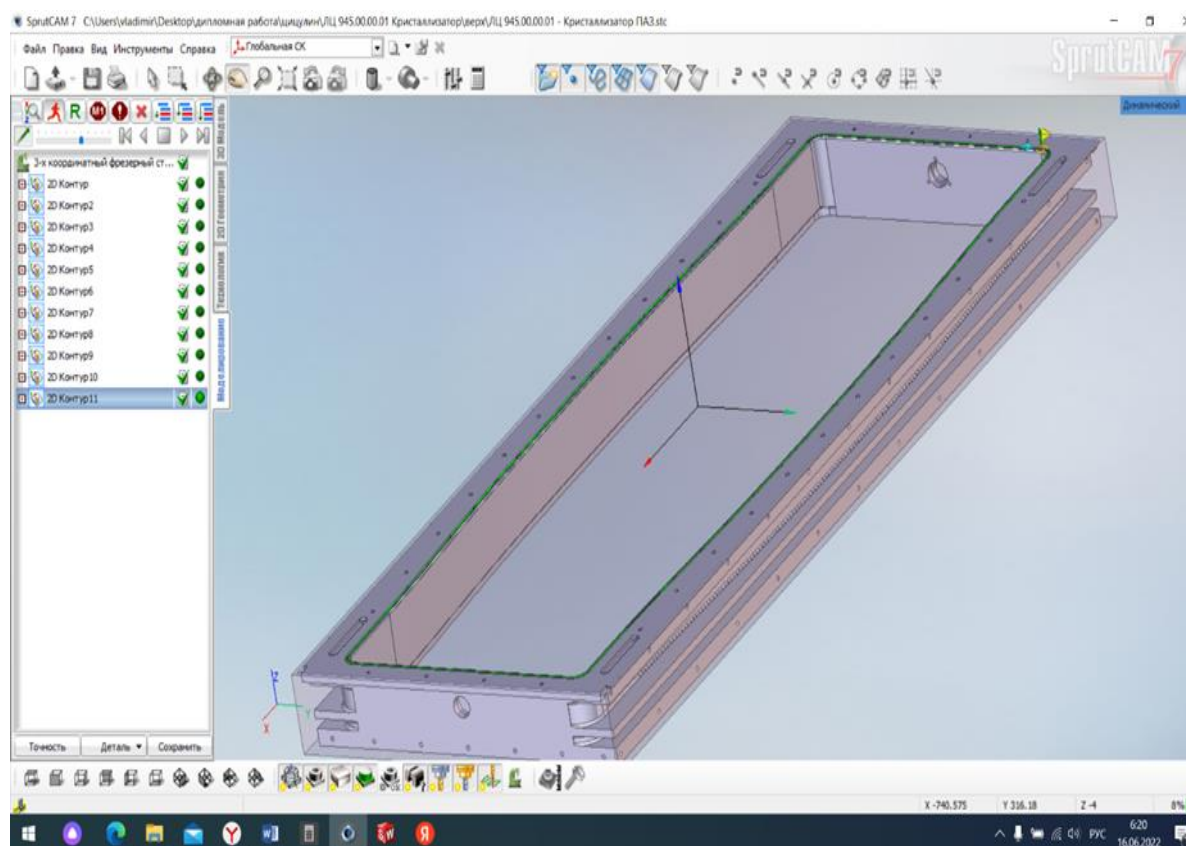 SprutCAM 7 C:\Users\vladimir\Desktop\дипломная работа\цицулин\ЛЦ 945.00.00.01 Кристаллизатор\верх\ЛЦ 945.00.00.01 - Кристаллизатор ПАЗ.stc
Файл Правка Вид Инструменты Справка
Глобальная СК
SprutCAM 7
Динамический
R M1
3-х координатный фрезерный ст...
2D Контур
2D Контур2
2D Контур3
2D Контур4
2D Контур5
2D Контур6
2D Контур7
2D Контур8
2D Контур9
2D Контур10
2D Контур11
3D Модель
2D Геометрия
Технология
Моделирование
Z
Y
X
Точность Деталь Сохранить
X -740.575 Y 316.18 Z -4 8%
РУС
6:20
16.06.2022